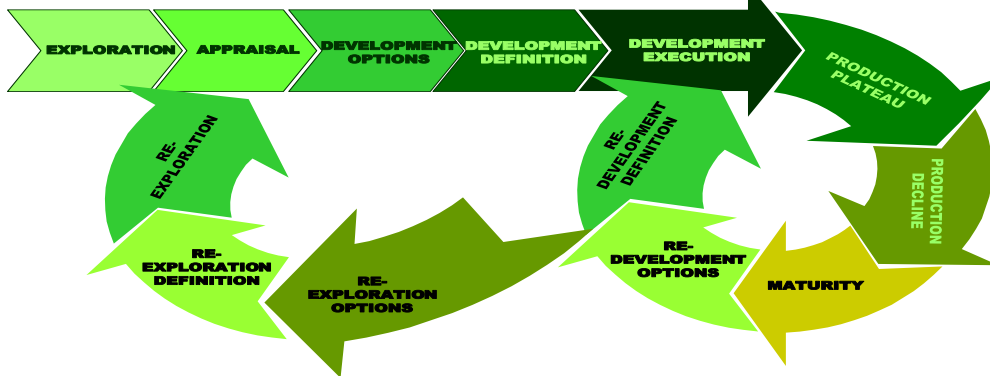 EXPLORATION
APPRAISAL
DEVELOPMENT
OPTIONS
DEVELOPMENT
DEFINITION
DEVELOPMENT
EXECUTION
PRODUCTION
PLATEAU
PRODUCTION
DECLINE
MATURITY
RE-
DEVELOPMENT
OPTIONS
RE-
DEVELOPMENT
DEFINITION
RE-
EXPLORATION
OPTIONS
RE-
EXPLORATION
DEFINITION
RE-
EXPLORATION